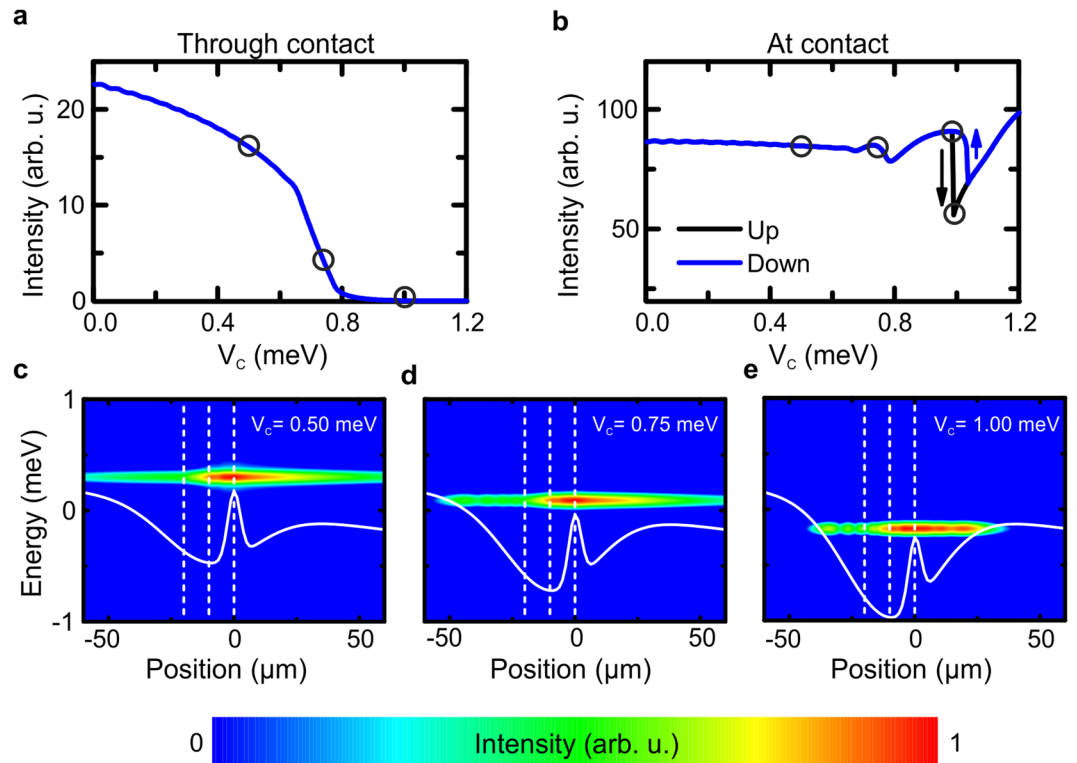 a
Through contact
Intensity (arb. u.)
20
10
0
0.0 0.4 0.8 1.2
V_C (meV)
b
At contact
Intensity (arb. u.)
100
50
Up
Down
0.0 0.4 0.8 1.2
V_C (meV)
c
V_C= 0.50 meV
Energy (meV)
1
0
-1
-50 0 50
Position (µm)
d
V_C= 0.75 meV
-50 0 50
Position (µm)
e
V_C= 1.00 meV
-50 0 50
Position (µm)
0 Intensity (arb. u.) 1